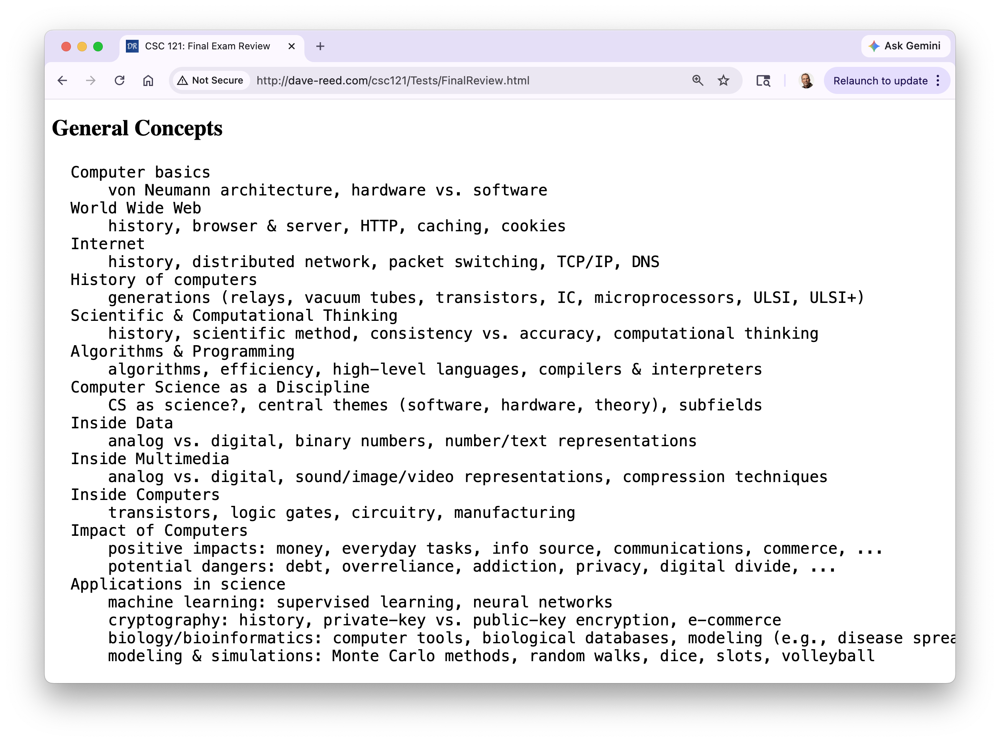 DR CSC 121: Final Exam Review
Ask Gemini
Not Secure http://dave-reed.com/csc121/Tests/FinalReview.html Relaunch to update
General Concepts
Computer basics
von Neumann architecture, hardware vs. software
World Wide Web
history, browser & server, HTTP, caching, cookies
Internet
history, distributed network, packet switching, TCP/IP, DNS
History of computers
generations (relays, vacuum tubes, transistors, IC, microprocessors, ULSI, ULSI+)
Scientific & Computational Thinking
history, scientific method, consistency vs. accuracy, computational thinking
Algorithms & Programming
algorithms, efficiency, high-level languages, compilers & interpreters
Computer Science as a Discipline
CS as science?, central themes (software, hardware, theory), subfields
Inside Data
analog vs. digital, binary numbers, number/text representations
Inside Multimedia
analog vs. digital, sound/image/video representations, compression techniques
Inside Computers
transistors, logic gates, circuitry, manufacturing
Impact of Computers
positive impacts: money, everyday tasks, info source, communications, commerce, ...
potential dangers: debt, overreliance, addiction, privacy, digital divide, ...
Applications in science
machine learning: supervised learning, neural networks
cryptography: history, private-key vs. public-key encryption, e-commerce
biology/bioinformatics: computer tools, biological databases, modeling (e.g., disease sprea
modeling & simulations: Monte Carlo methods, random walks, dice, slots, volleyball